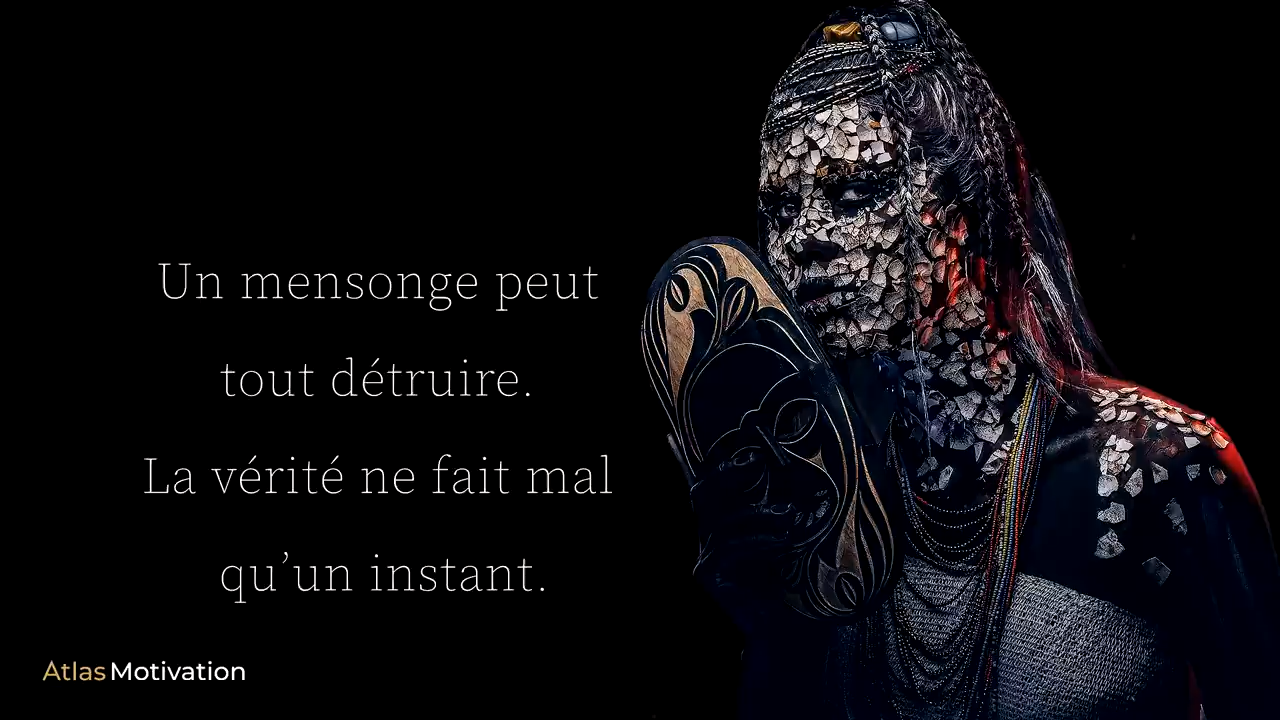 Un mensonge peut
tout détruire.
La vérité ne fait mal
qu’un instant.
Atlas Motivation